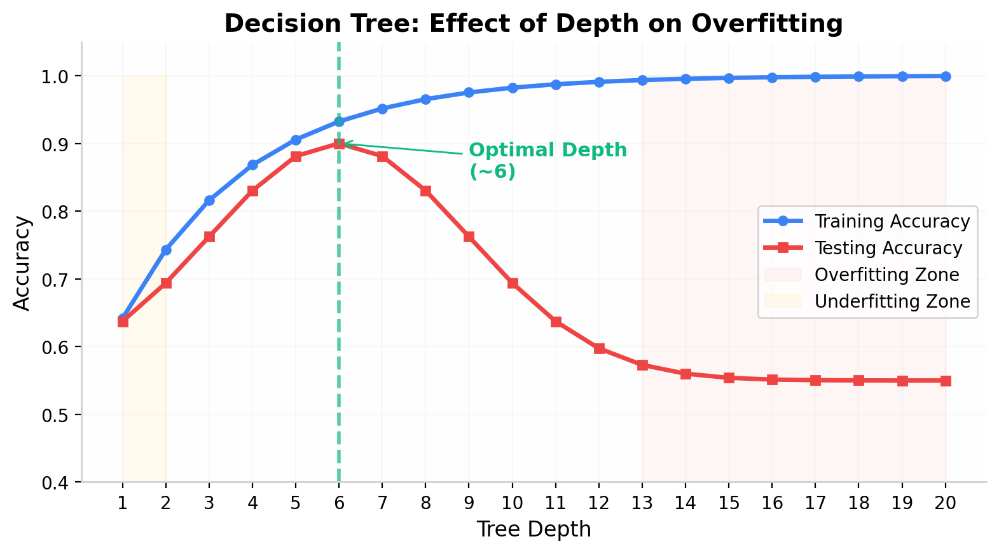 Decision Tree: Effect of Depth on Overfitting
1.0
0.9
0.8
0.7
0.6
0.5
0.4
Accuracy
Optimal Depth
(~6)
Training Accuracy
Testing Accuracy
Overfitting Zone
Underfitting Zone
1 2 3 4 5 6 7 8 9 10 11 12 13 14 15 16 17 18 19 20
Tree Depth